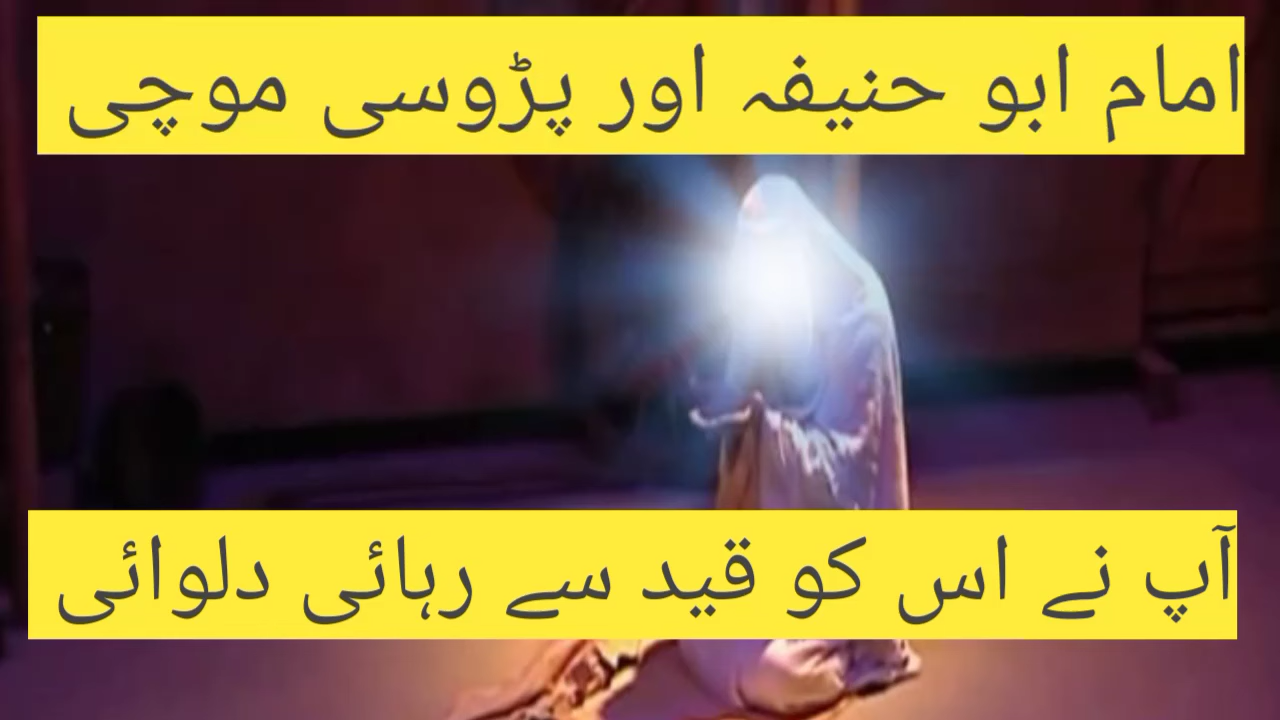 امام ابو حنیفہ اور پڑوسی موچی
آپ نے اس کو قید سے رہائی دلوائی